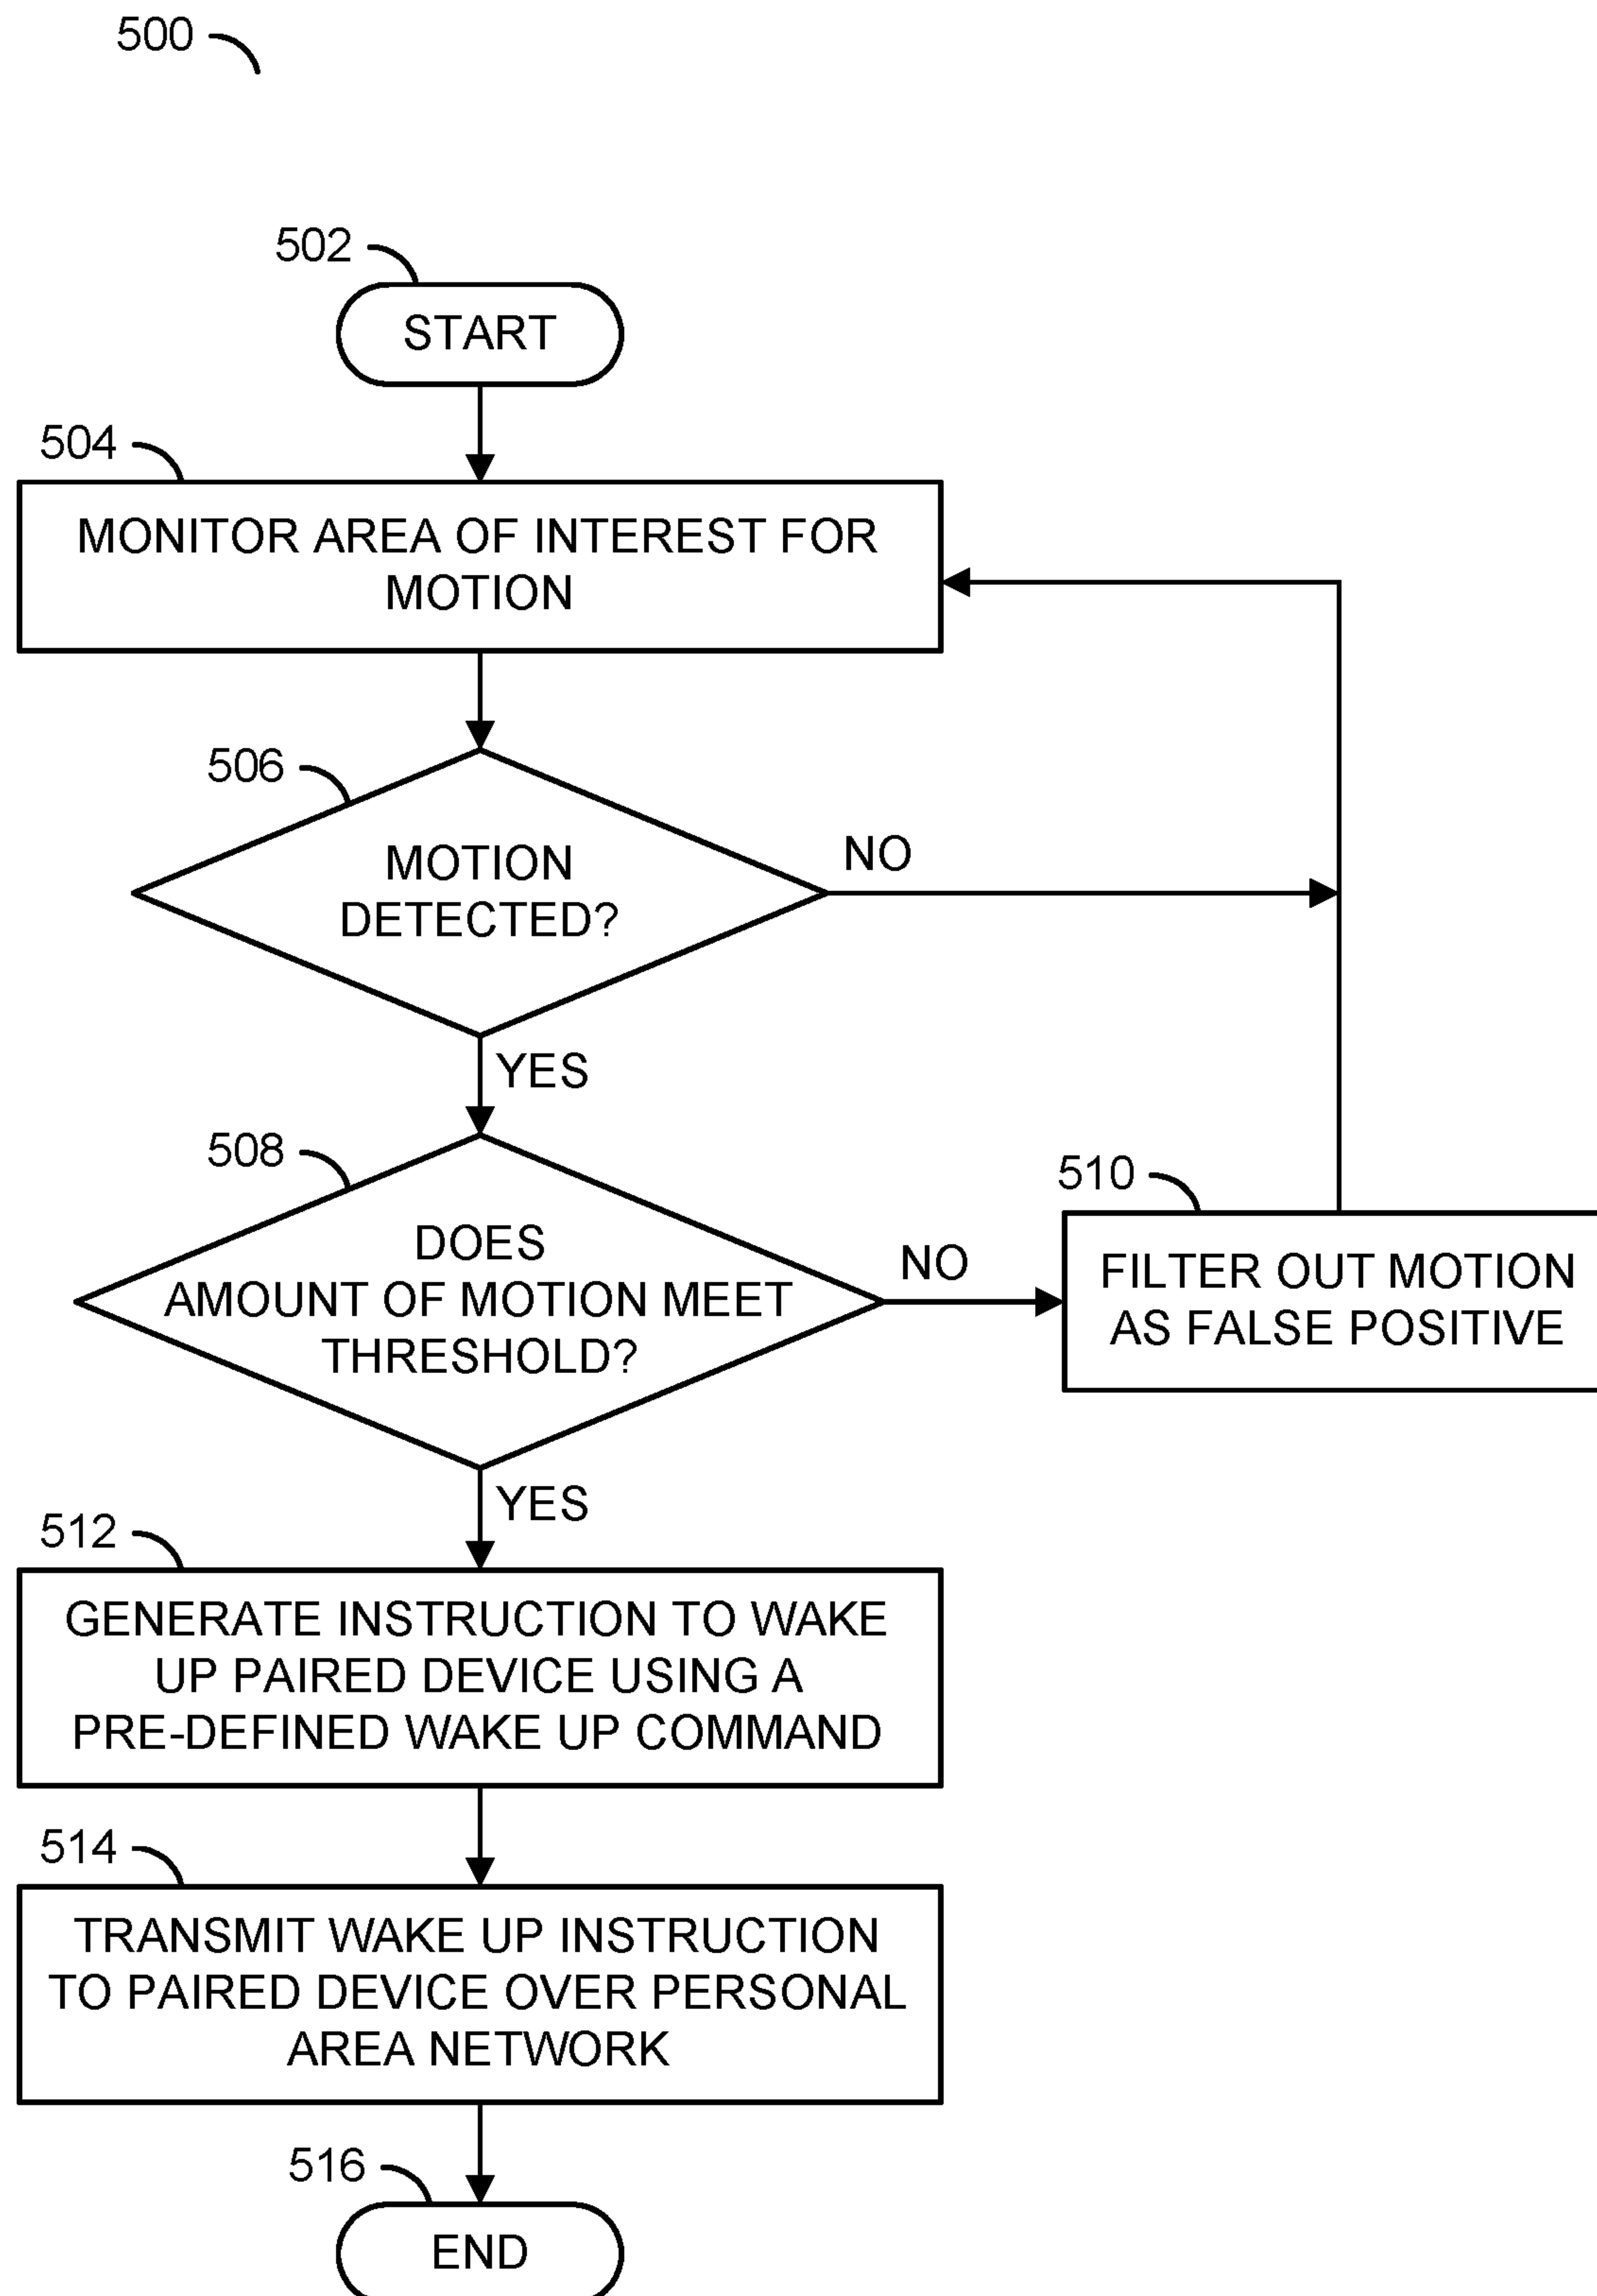 500
502
START
504
MONITOR AREA OF INTEREST FOR
MOTION
506
MOTION
DETECTED?
NO
YES
508
DOES
AMOUNT OF MOTION MEET
THRESHOLD?
NO
510
FILTER OUT MOTION
AS FALSE POSITIVE
YES
512
GENERATE INSTRUCTION TO WAKE
UP PAIRED DEVICE USING A
PRE-DEFINED WAKE UP COMMAND
514
TRANSMIT WAKE UP INSTRUCTION
TO PAIRED DEVICE OVER PERSONAL
AREA NETWORK
516
END